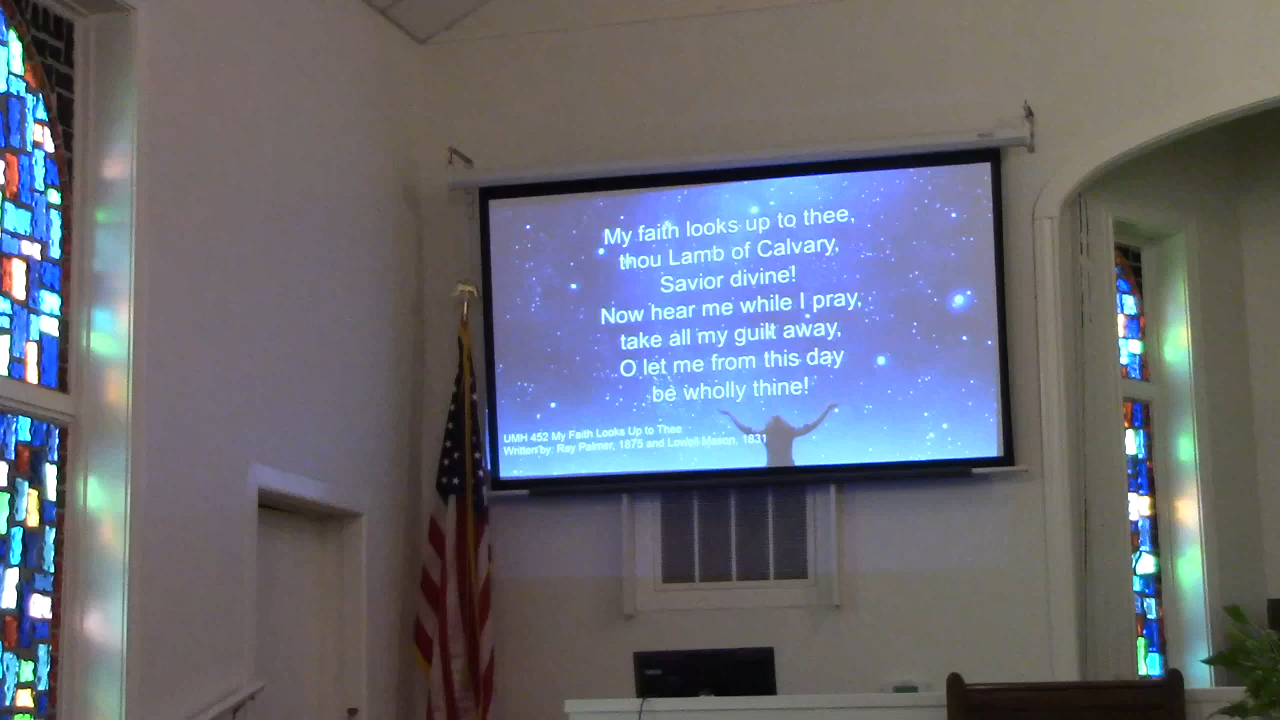 My faith looks up to thee,
thou Lamb of Calvary,
Savior divine!
Now hear me while I pray,
take all my guilt away,
O let me from this day
be wholly thine!
UMH 452 My Faith Looks Up to Thee
Written by: Ray Palmer, 1875 and Lowell Mason, 1831